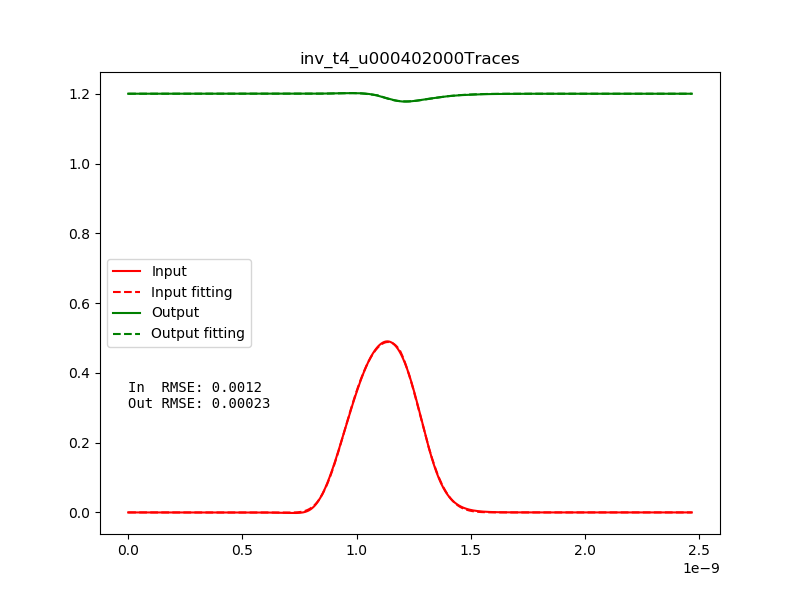 inv_t4_u000402000Traces
1.2
1.0
0.8
0.6
0.4
0.2
0.0
Input
Input fitting
Output
Output fitting
In  RMSE: 0.0012
Out RMSE: 0.00023
0.0
0.5
1.0
1.5
2.0
2.5
1e−9